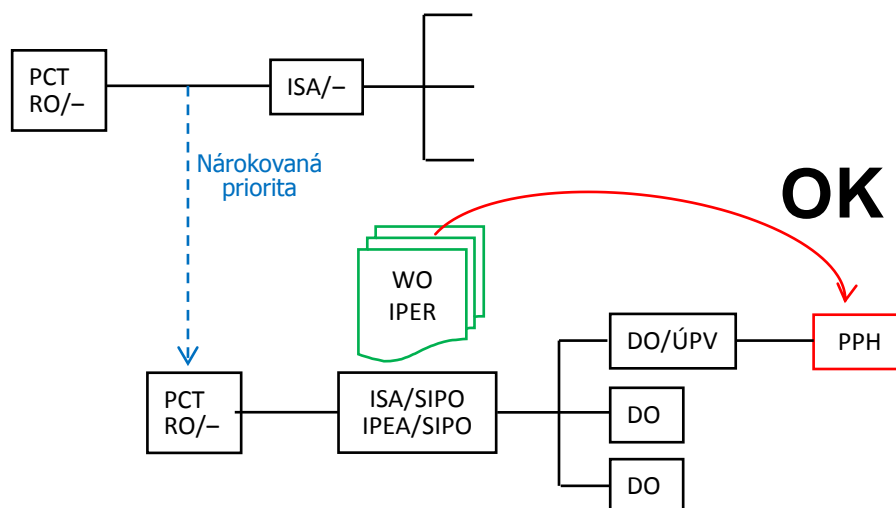 PCT
RO/–
ISA/–
Nárokovaná
priorita
OK
WO
IPER
DO/ÚPV
PPH
PCT
RO/–
ISA/SIPO
IPEA/SIPO
DO
DO